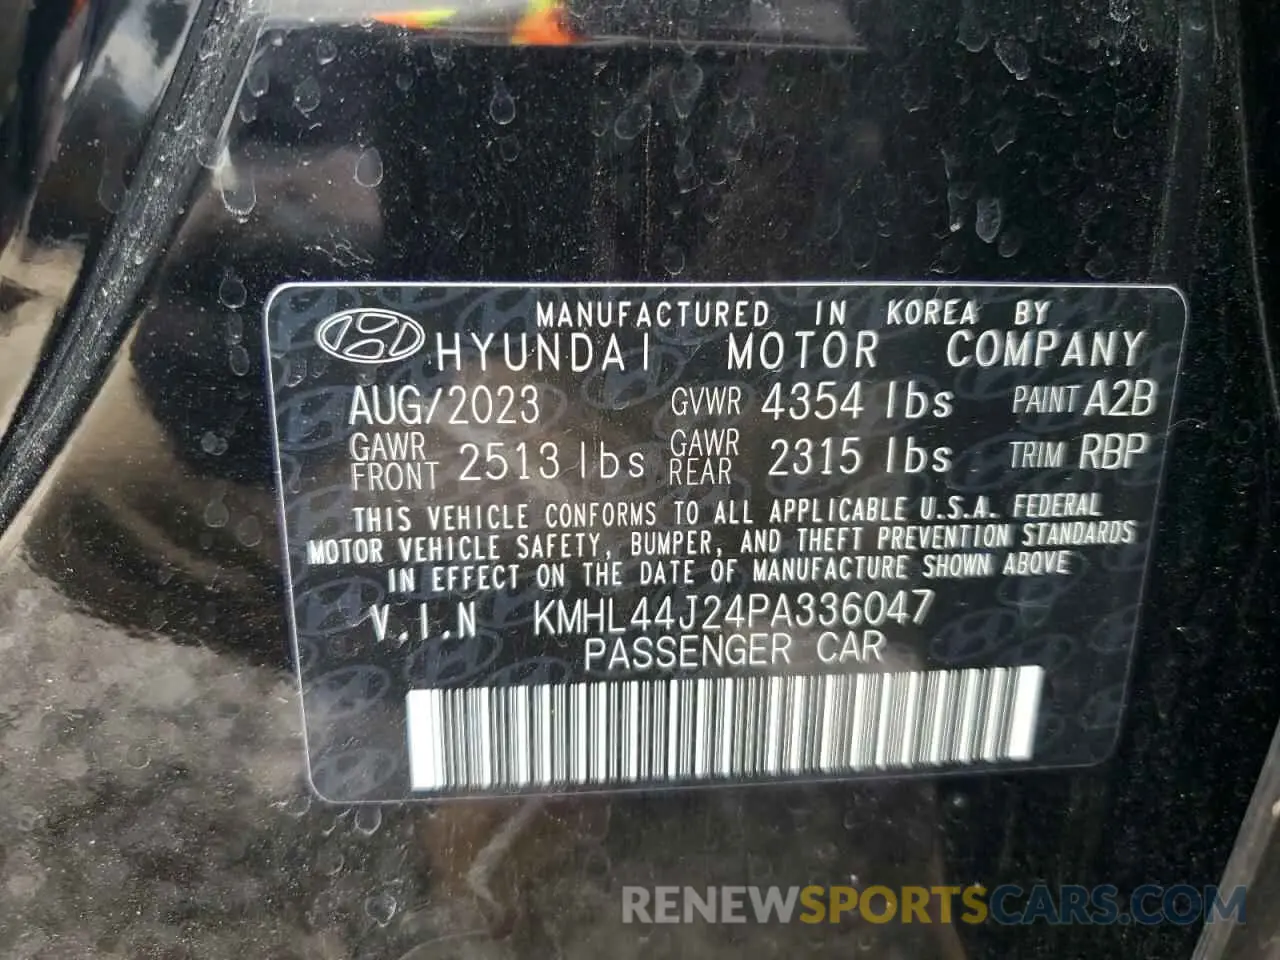 MANUFACTURED IN KOREA BY
HYUNDAI MOTOR COMPANY
AUG/2023 GVWR 4354 lbs PAINT A2B
GAWR FRONT 2513 lbs GAWR REAR 2315 lbs TRIM RBP
THIS VEHICLE CONFORMS TO ALL APPLICABLE U.S.A. FEDERAL
MOTOR VEHICLE SAFETY, BUMPER, AND THEFT PREVENTION STANDARDS
IN EFFECT ON THE DATE OF MANUFACTURE SHOWN ABOVE
V.I.N KMHL44J24PA336047
PASSENGER CAR
RENEWSPORTSCARS.COM